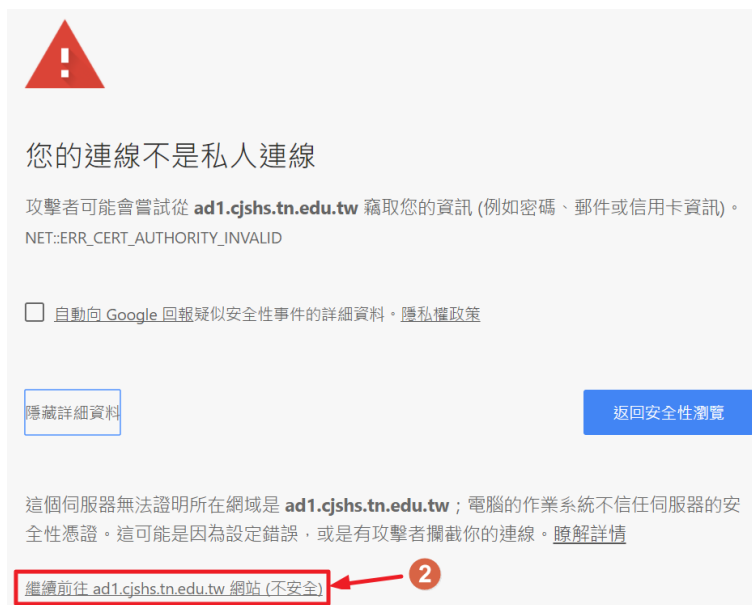 您的連線不是私人連線
攻擊者可能會嘗試從 ad1.cjshs.tn.edu.tw 竊取您的資訊 (例如密碼、郵件或信用卡資訊)。
NET::ERR_CERT_AUTHORITY_INVALID
自動向 Google 回報疑似安全性事件的詳細資料。隱私權政策
隱藏詳細資料
返回安全性瀏覽
這個伺服器無法證明所在網域是 ad1.cjshs.tn.edu.tw；電腦的作業系統不信任伺服器的安
全性憑證。這可能是因為設定錯誤，或是有攻擊者攔截你的連線。瞭解詳情
繼續前往 ad1.cjshs.tn.edu.tw 網站 (不安全)
2